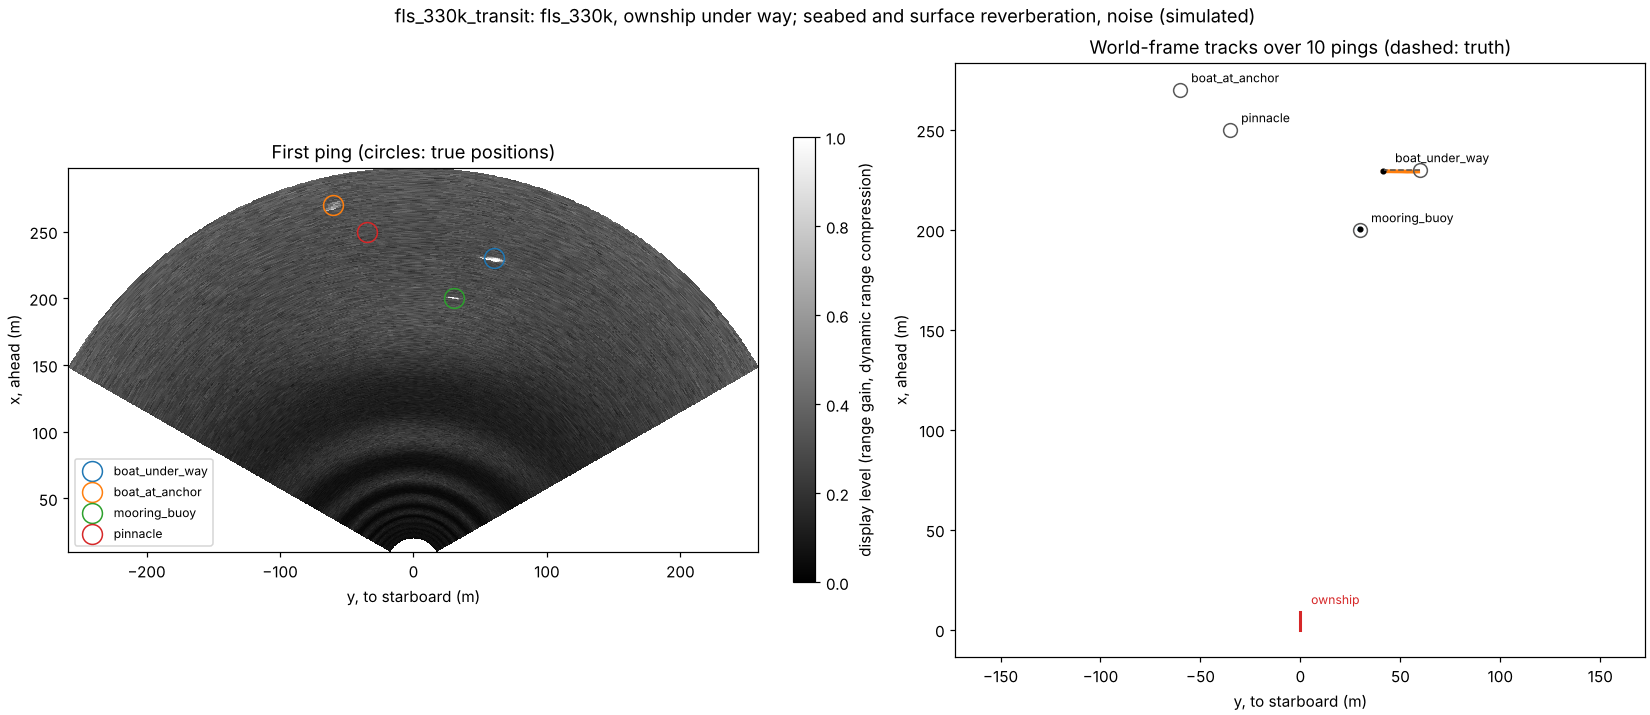 fls_330k_transit: fls_330k, ownship under way; seabed and surface reverberation, noise (simulated)
First ping (circles: true positions)
250
200
150
100
50
x, ahead (m)
−200
−100
0
100
200
y, to starboard (m)
boat_under_way
boat_at_anchor
mooring_buoy
pinnacle
1.0
0.8
0.6
0.4
0.2
0.0
display level (range gain, dynamic range compression)
World-frame tracks over 10 pings (dashed: truth)
boat_at_anchor
pinnacle
boat_under_way
mooring_buoy
ownship
250
200
150
100
50
0
x, ahead (m)
−150
−100
−50
0
50
100
150
y, to starboard (m)